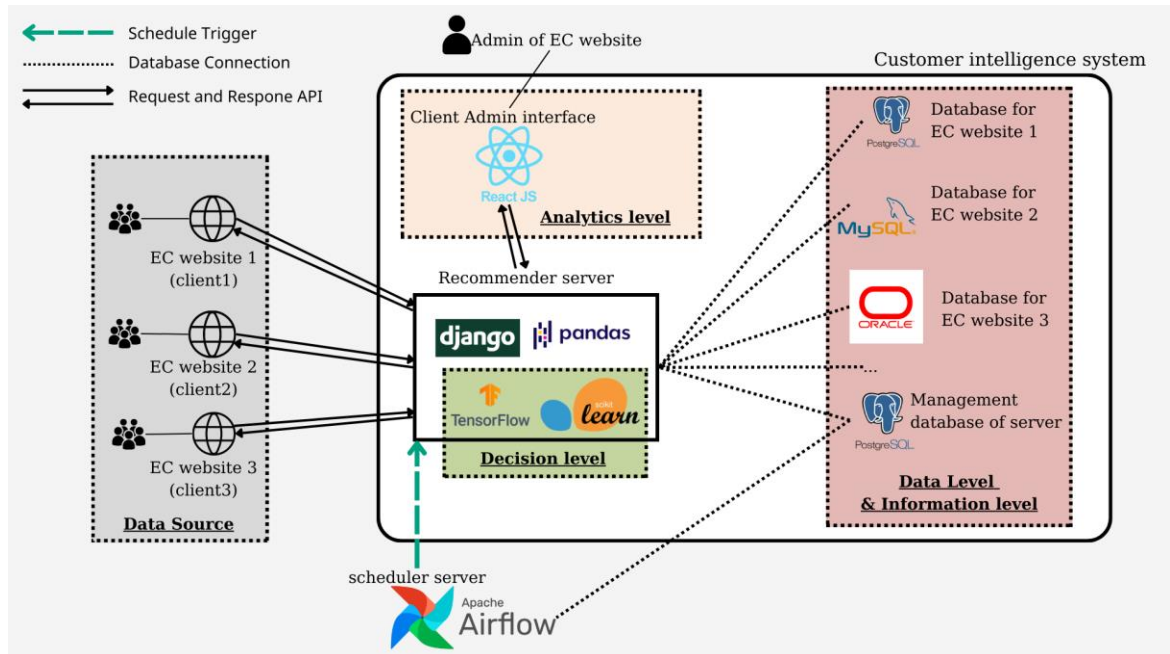 Schedule Trigger
Database Connection
Request and Respone API
Admin of EC website
Customer intelligence system
Client Admin interface
React JS
Analytics level
EC website 1
(client1)
EC website 2
(client2)
EC website 3
(client3)
Data Source
Recommender server
django
pandas
TensorFlow
scikit
learn
Decision level
PostgreSQL
Database for
EC website 1
MySQL
Database for
EC website 2
ORACLE
Database for
EC website 3
...
PostgreSQL
Management
database of server
Data Level
& Information level
scheduler server
Apache
Airflow